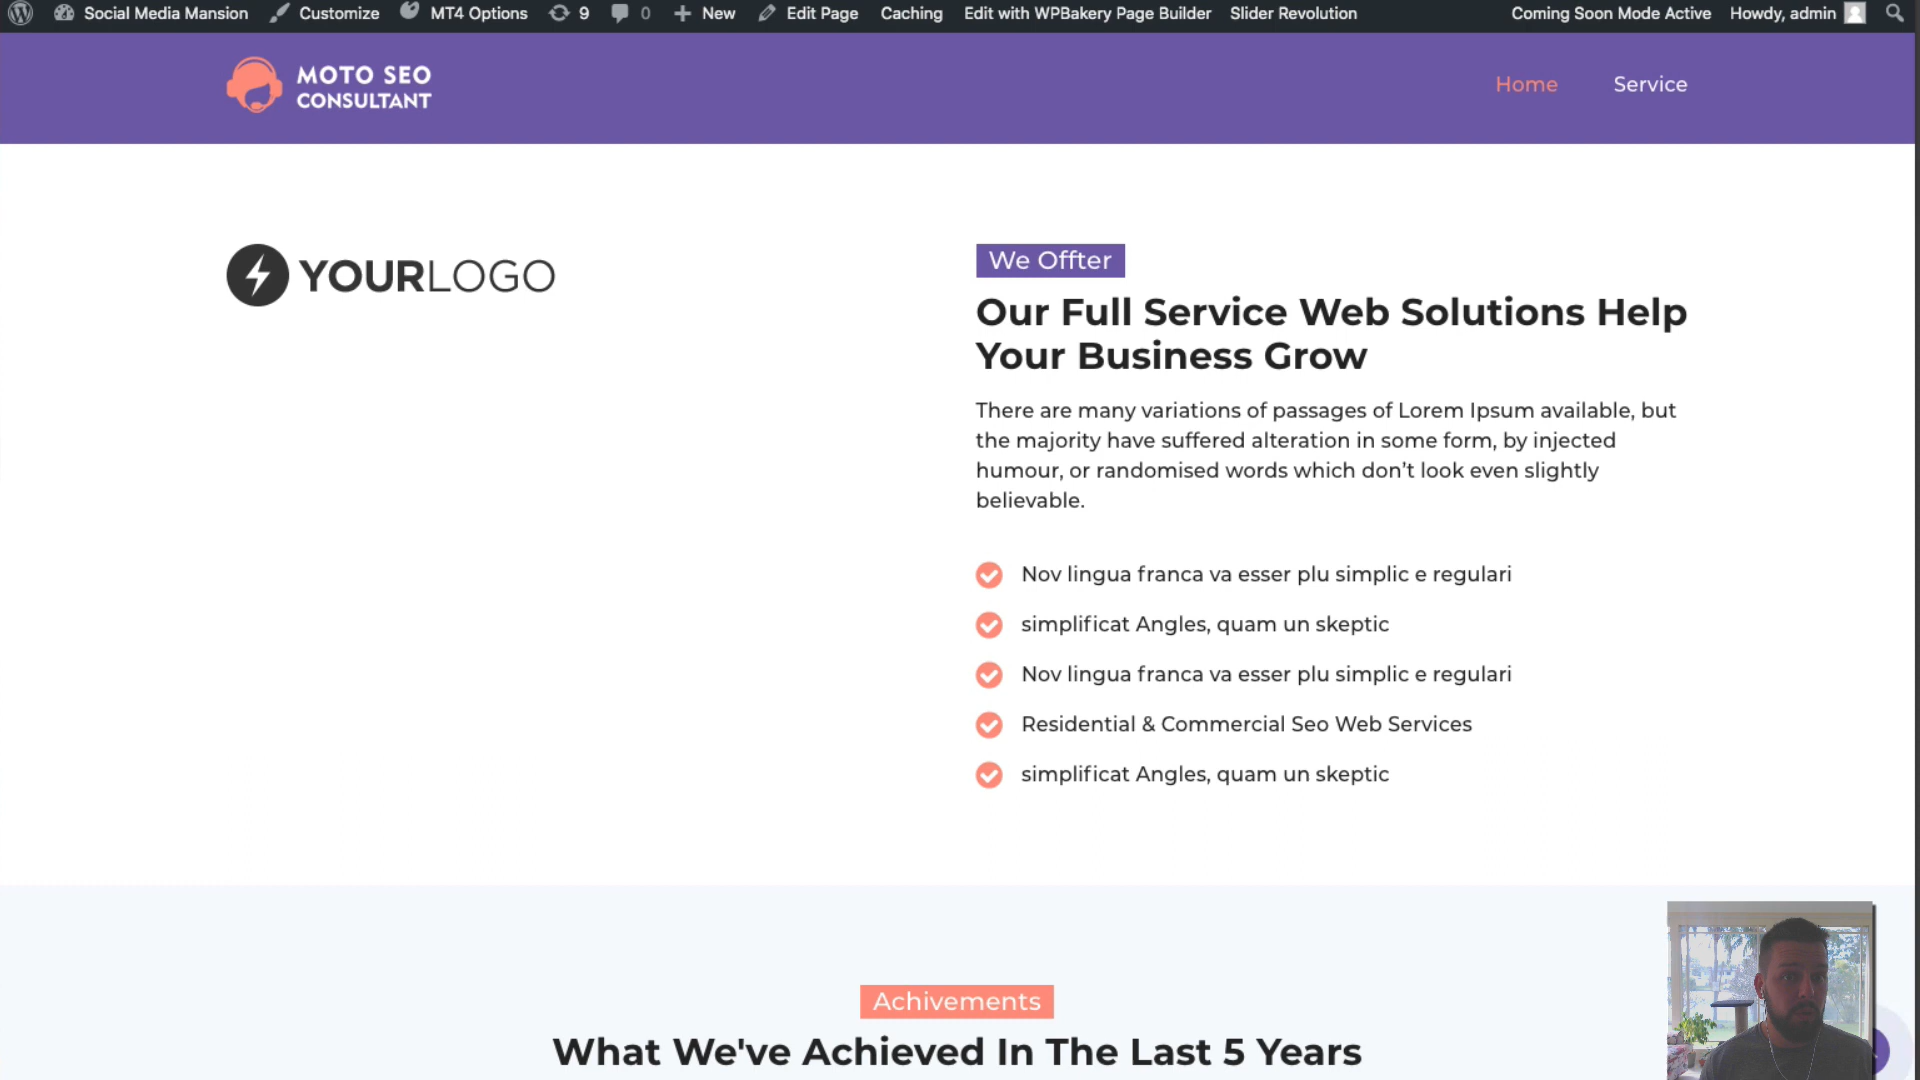 Social Media Mansion Customize MT4 Options 9 0 New Edit Page Caching Edit with WPBakery Page Builder Slider Revolution Coming Soon Mode Active Howdy, admin
MOTO SEO
CONSULTANT
Home Service
YOURLOGO
We Offter
Our Full Service Web Solutions Help
Your Business Grow
There are many variations of passages of Lorem Ipsum available, but
the majority have suffered alteration in some form, by injected
humour, or randomised words which don’t look even slightly
believable.
Nov lingua franca va esser plu simplic e regulari
simplificat Angles, quam un skeptic
Nov lingua franca va esser plu simplic e regulari
Residential & Commercial Seo Web Services
simplificat Angles, quam un skeptic
Achivements
What We've Achieved In The Last 5 Years